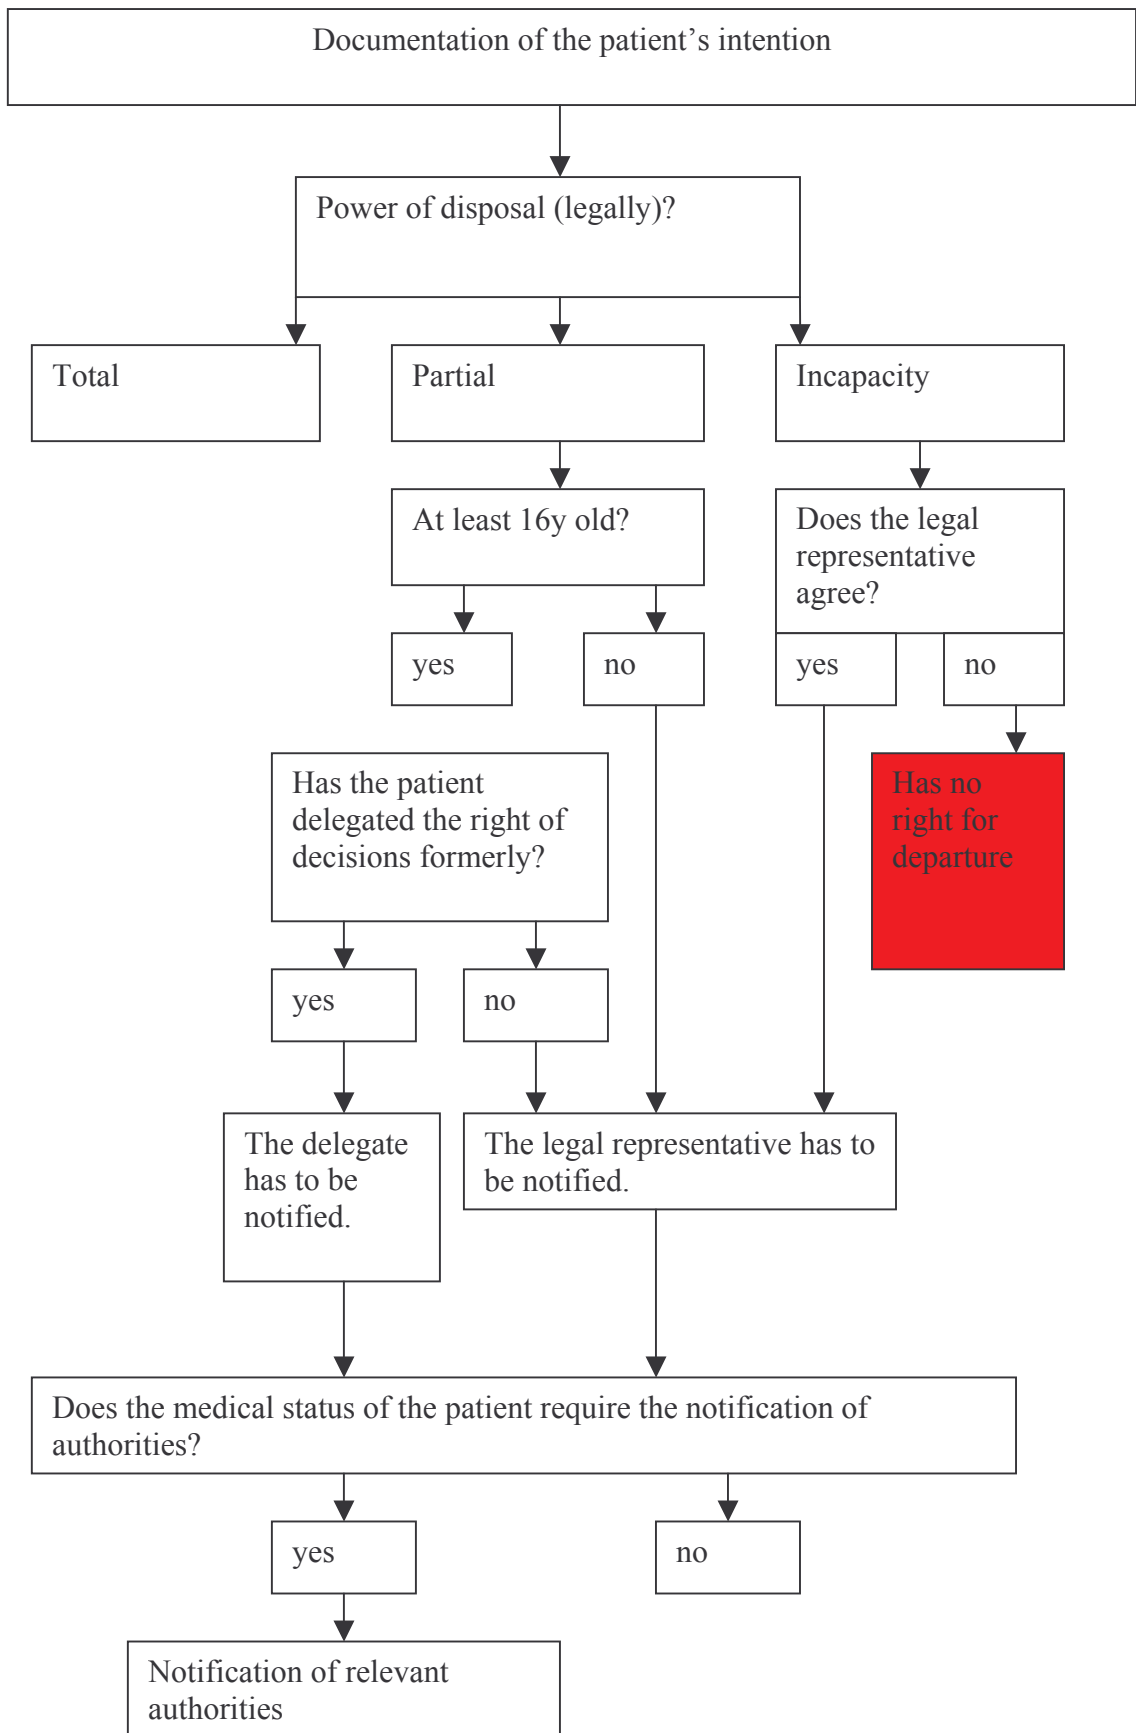 Documentation of the patient’s intention
Power of disposal (legally)?
Total
Partial
Incapacity
At least 16y old?
Does the legal
representative
agree?
yes
no
yes
no
Has the patient
delegated the right of
decisions formerly?
Has no
right for
departure
yes
no
The delegate
has to be
notified.
The legal representative has to
be notified.
Does the medical status of the patient require the notification of
authorities?
yes
no
Notification of relevant
authorities